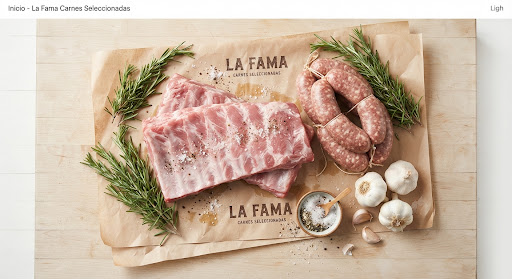 Inicio - La Fama Carnes Seleccionadas
Ligh
LA FAMA
CARNES SELECCIONADAS
LA FAMA
CARNES SELECCIONADAS